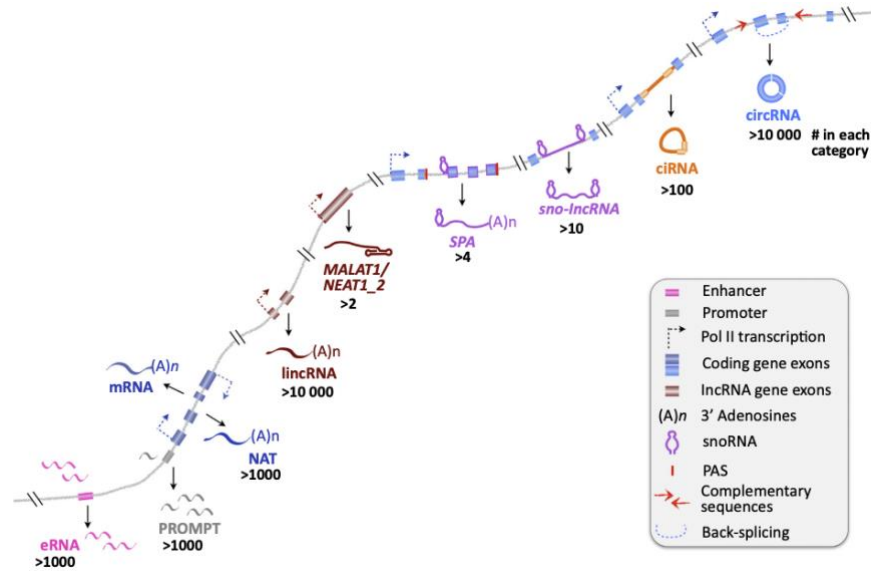 circRNA
>10 000
# in each
category
ciRNA
>100
sno-lncRNA
>10
(A)n
SPA
>4
MALAT1/
NEAT1_2
>2
(A)n
lincRNA
>10 000
(A)n
mRNA
(A)n
NAT
>1000
PROMPT
>1000
eRNA
>1000
Enhancer
Promoter
Pol II transcription
Coding gene exons
lncRNA gene exons
(A)n 3' Adenosines
snoRNA
PAS
Complementary
sequences
Back-splicing